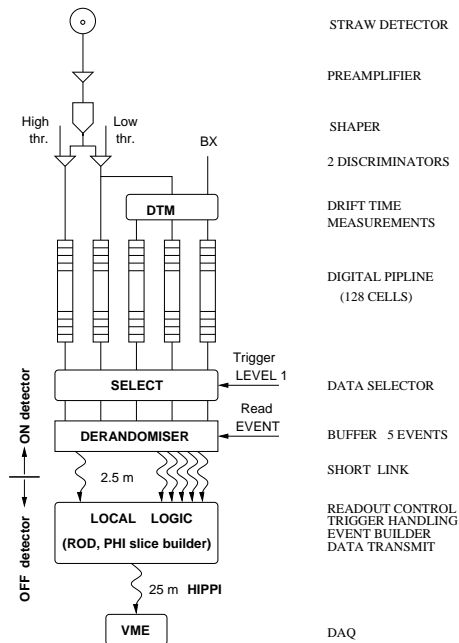 STRAW DETECTOR
PREAMPLIFIER
High
thr.
Low
thr.
SHAPER
BX
2 DISCRIMINATORS
DTM
DRIFT TIME
MEASUREMENTS
DIGITAL PIPLINE
(128 CELLS)
Trigger
LEVEL 1
SELECT
DATA SELECTOR
Read
EVENT
DERANDOMISER
BUFFER 5 EVENTS
ON detector
2.5 m
SHORT LINK
OFF detector
LOCAL LOGIC
(ROD, PHI slice builder)
READOUT CONTROL
TRIGGER HANDLING
EVENT BUILDER
DATA TRANSMIT
25 m HIPPI
VME
DAQ